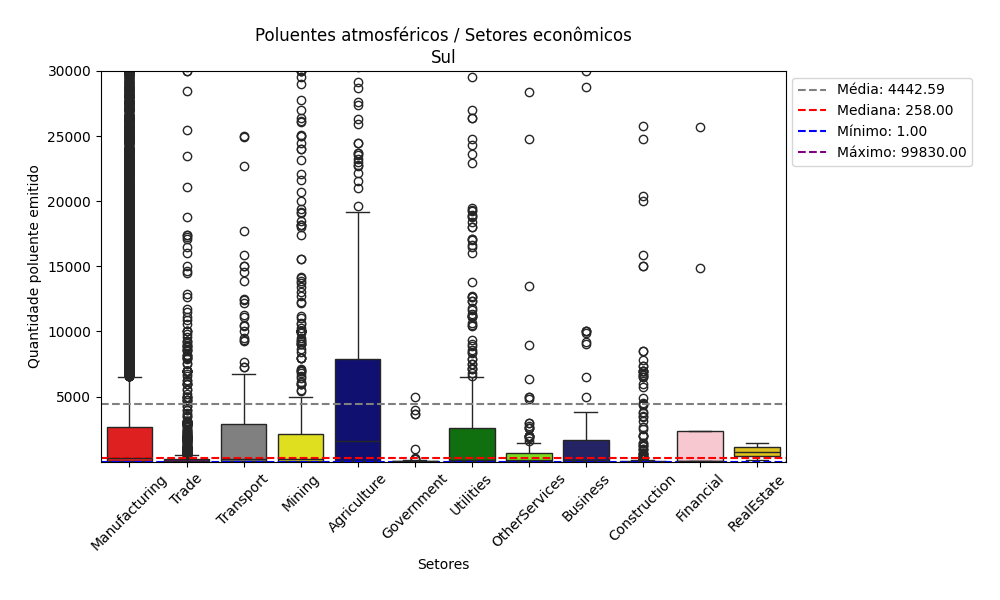 Poluentes atmosféricos / Setores econômicos
Sul
30000
25000
20000
15000
10000
5000
Quantidade poluente emitido
Manufacturing
Trade
Transport
Mining
Agriculture
Government
Utilities
OtherServices
Business
Construction
Financial
RealEstate
Setores
Média: 4442.59
Mediana: 258.00
Mínimo: 1.00
Máximo: 99830.00